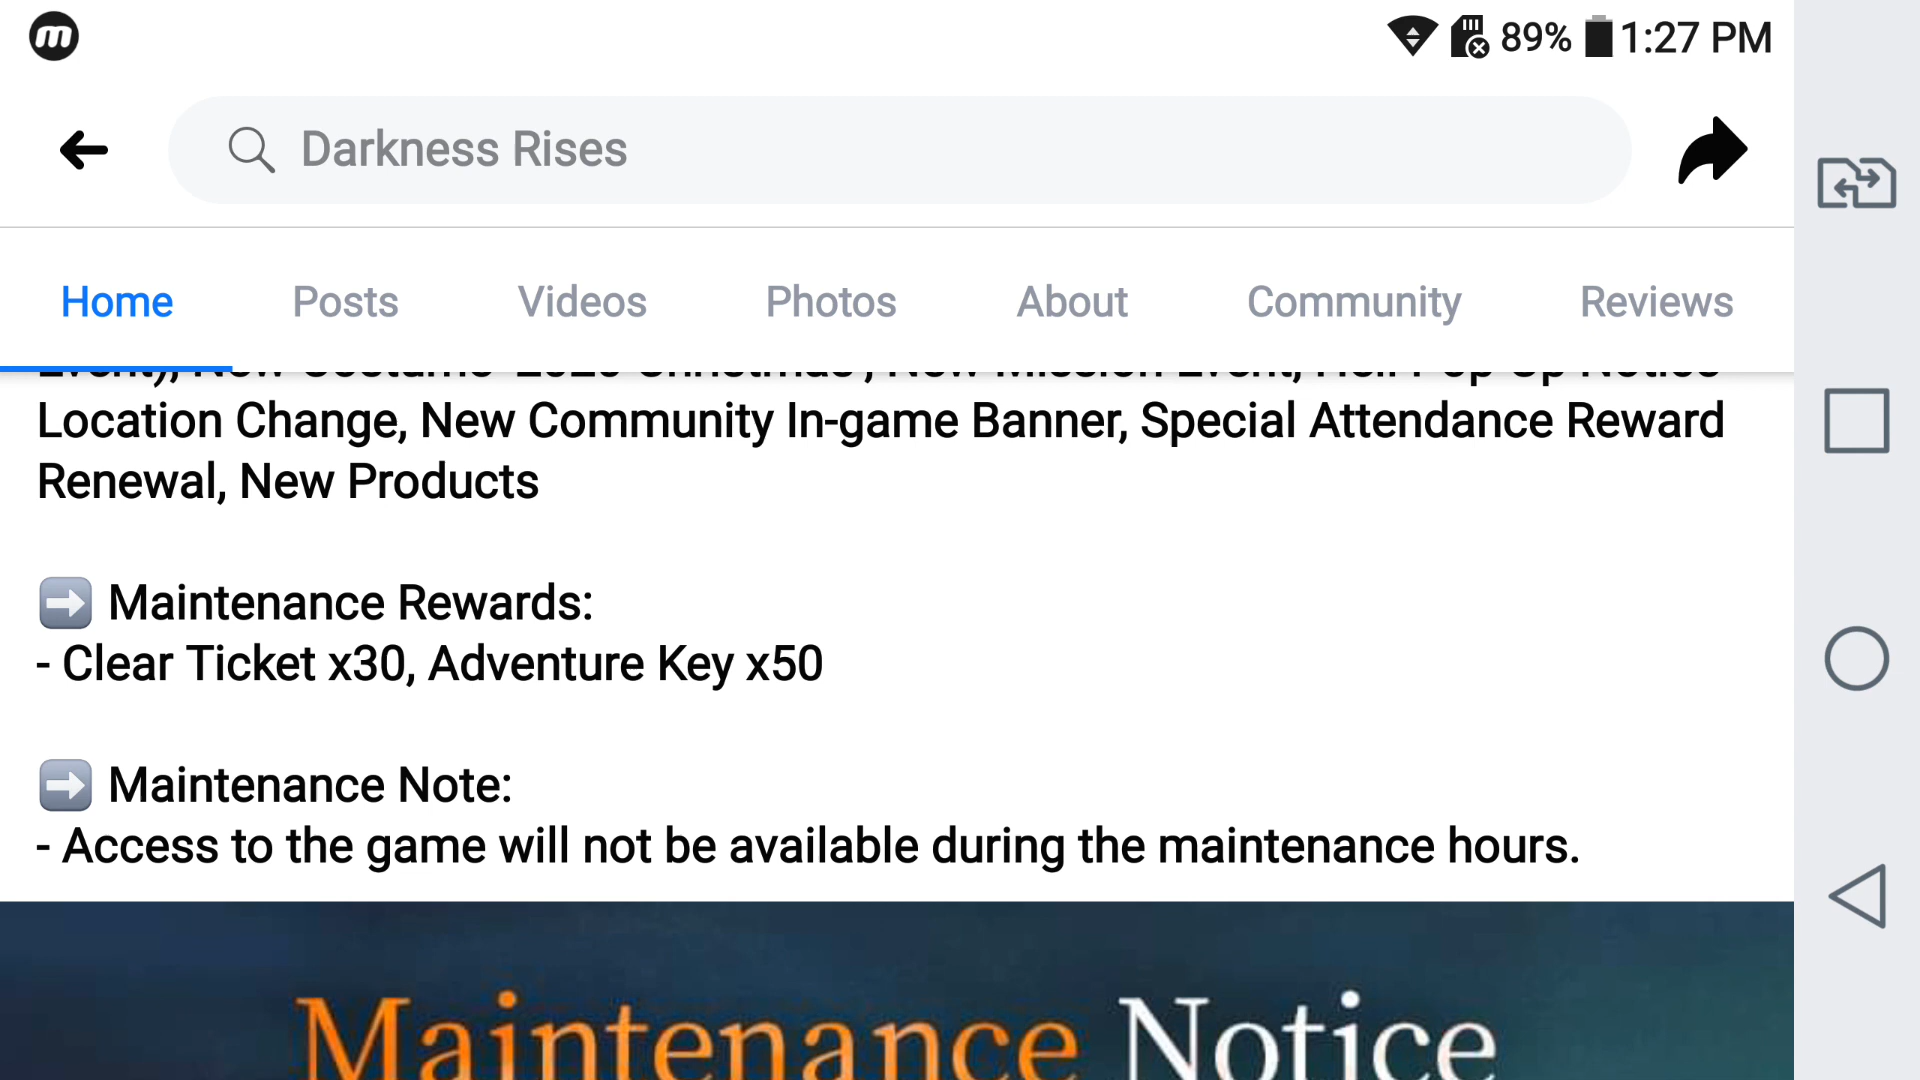 m
89% 1:27 PM
Darkness Rises
Home Posts Videos Photos About Community Reviews
Location Change, New Community In-game Banner, Special Attendance Reward
Renewal, New Products
➡ Maintenance Rewards:
- Clear Ticket x30, Adventure Key x50
➡ Maintenance Note:
- Access to the game will not be available during the maintenance hours.
Maintenance Notice